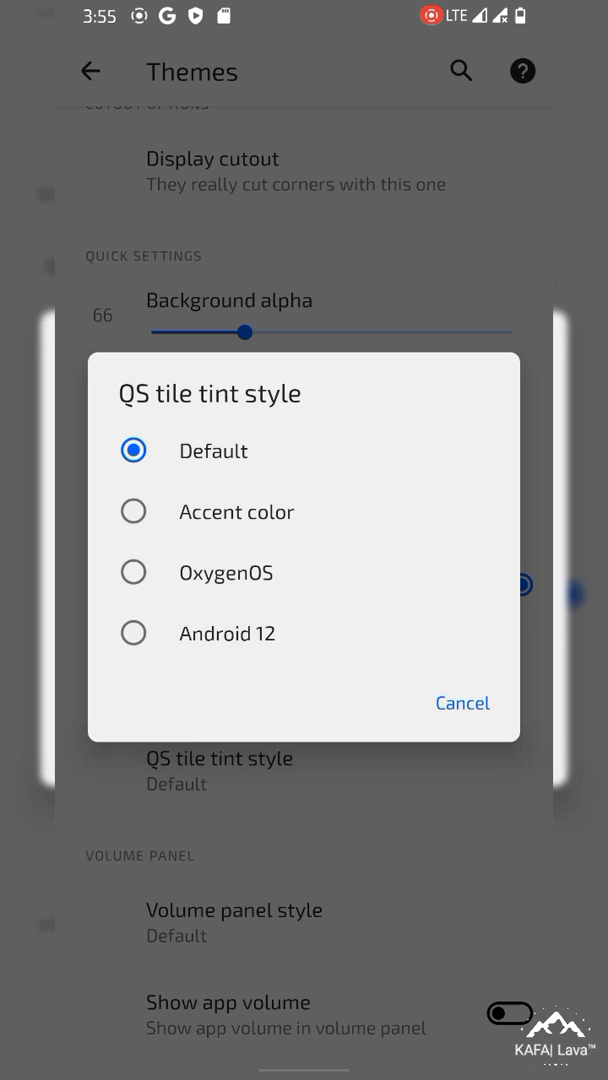 3:55
LTE
Themes
CUTOUT OPTIONS
Display cutout
They really cut corners with this one
QUICK SETTINGS
Background alpha
66
QS tile tint style
Default
Accent color
OxygenOS
Android 12
Cancel
QS tile tint style
Default
VOLUME PANEL
Volume panel style
Default
Show app volume
Show app volume in volume panel
KAFA| Lava™